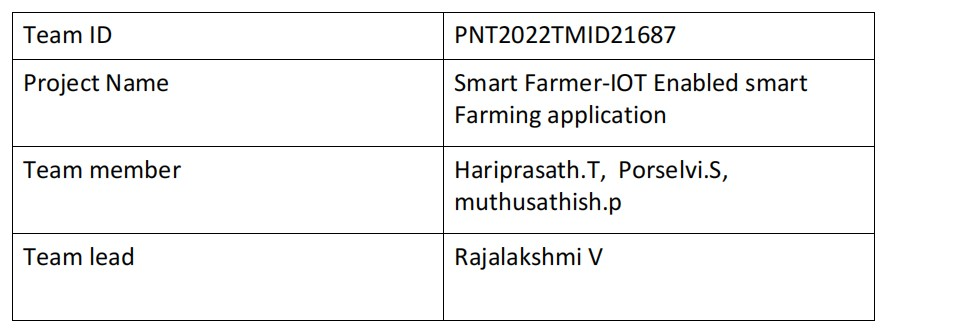 Team ID PNT2022TMID21687
Project Name Smart Farmer-IOT Enabled smart
Farming application
Team member Hariprasath.T, Porselvi.S,
muthusathish.p
Team lead Rajalakshmi V